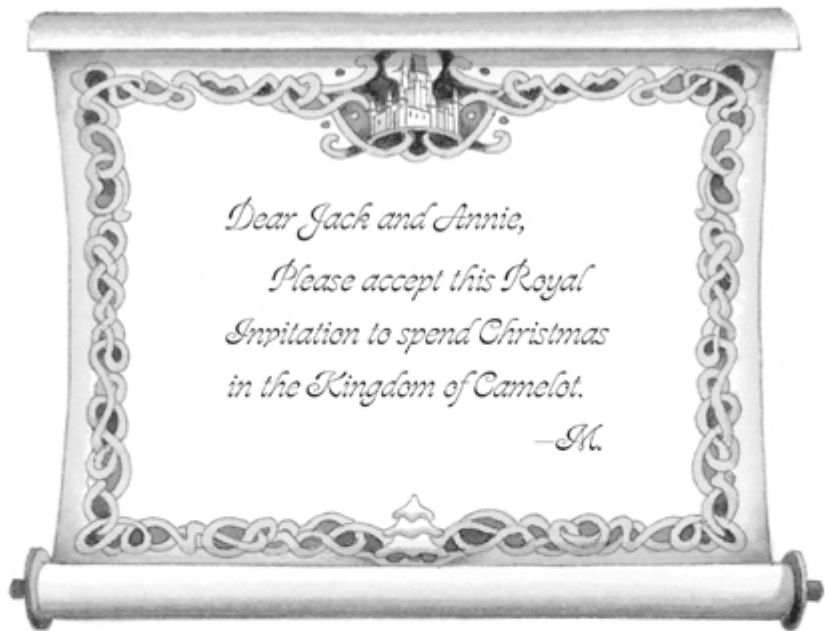 Dear Jack and Annie,
Please accept this Royal
Invitation to spend Christmas
in the Kingdom of Camelot.
–M.